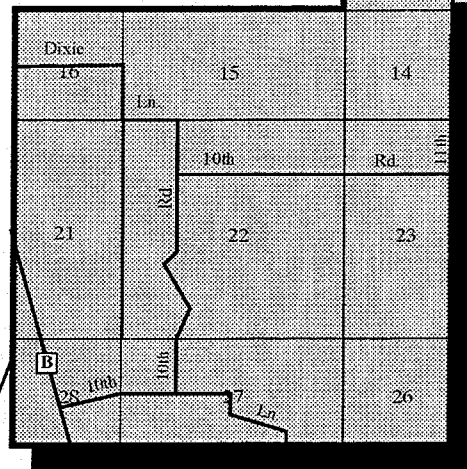 Dixie
16 15 14
Ln.
10th Rd. 11th
Rd
21 22 23
B
10th
28 10th 27 26
Ln